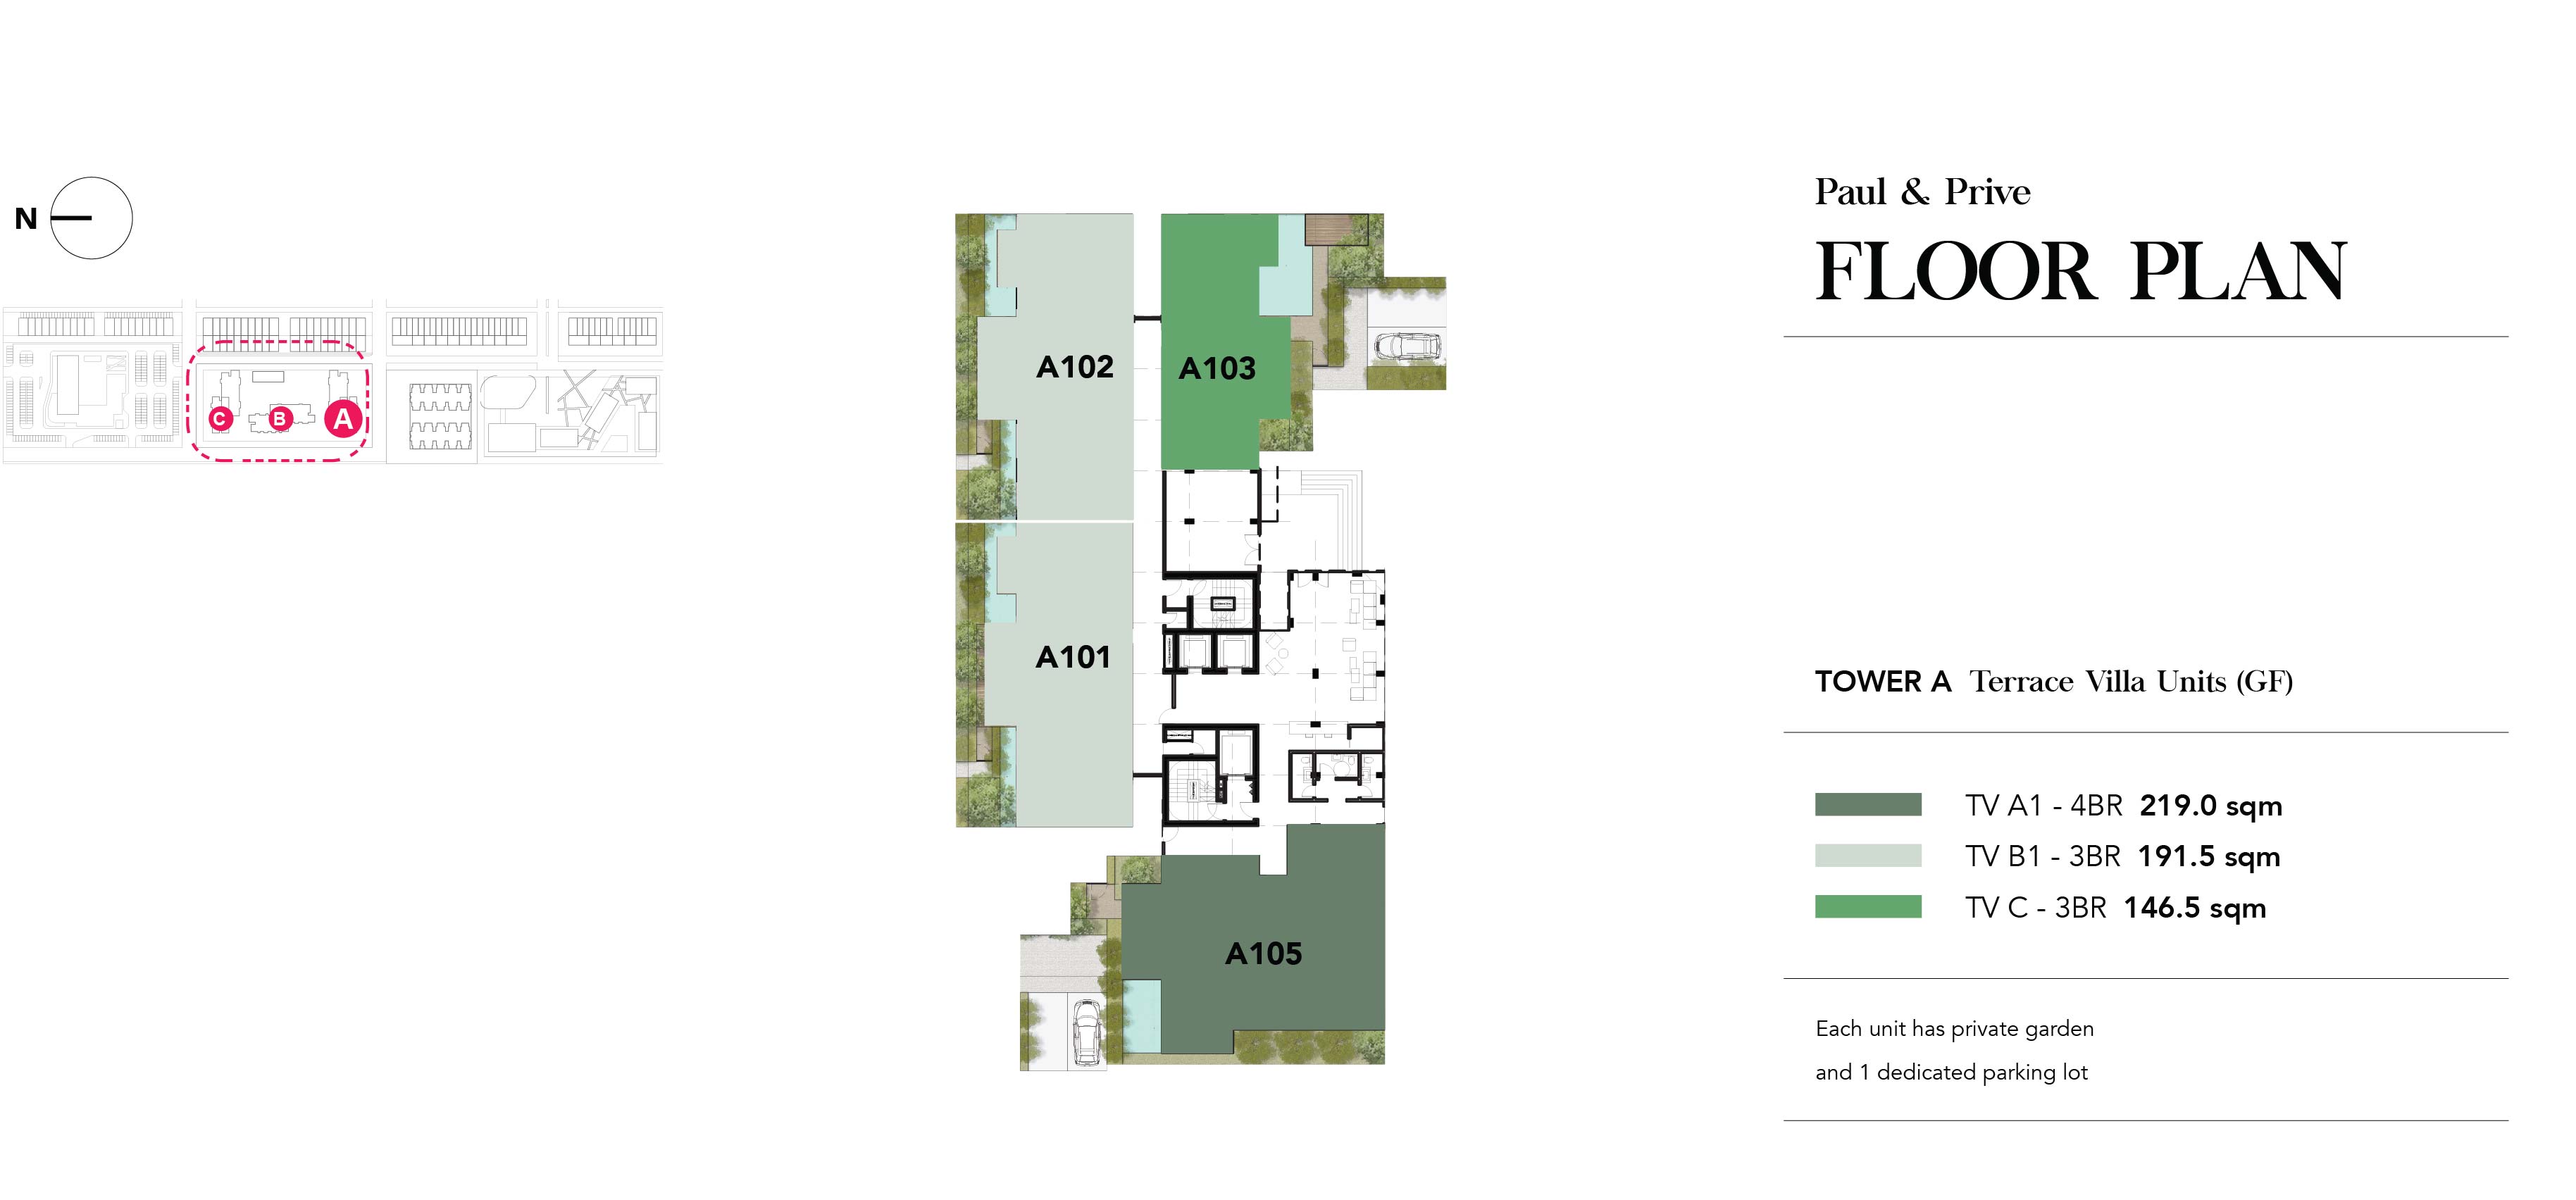 N
C
B
A
A102
A103
A101
A105
Paul & Prive
FLOOR PLAN
TOWER A Terrace Villa Units (GF)
TV A1 - 4BR 219.0 sqm
TV B1 - 3BR 191.5 sqm
TV C - 3BR 146.5 sqm
Each unit has private garden
and 1 dedicated parking lot